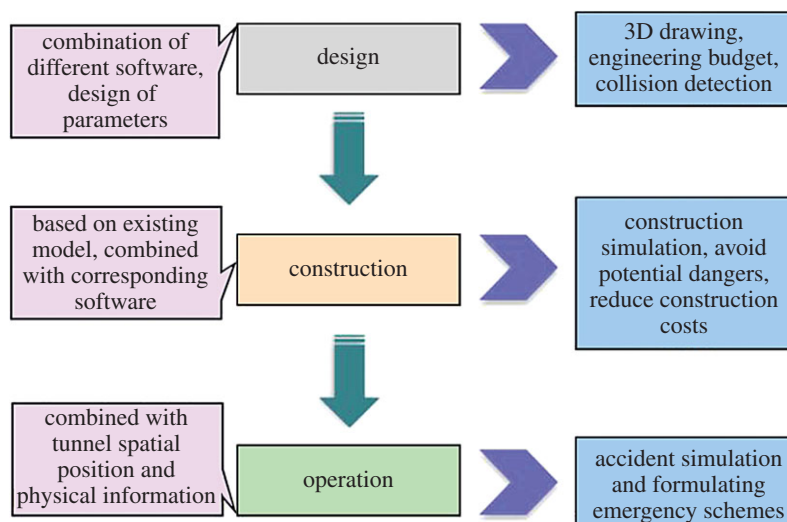 combination of
different software,
design of
parameters
design
3D drawing,
engineering budget,
collision detection
based on existing
model, combined
with corresponding
software
construction
construction
simulation, avoid
potential dangers,
reduce construction
costs
combined with
tunnel spatial
position and
physical information
operation
accident simulation
and formulating
emergency schemes